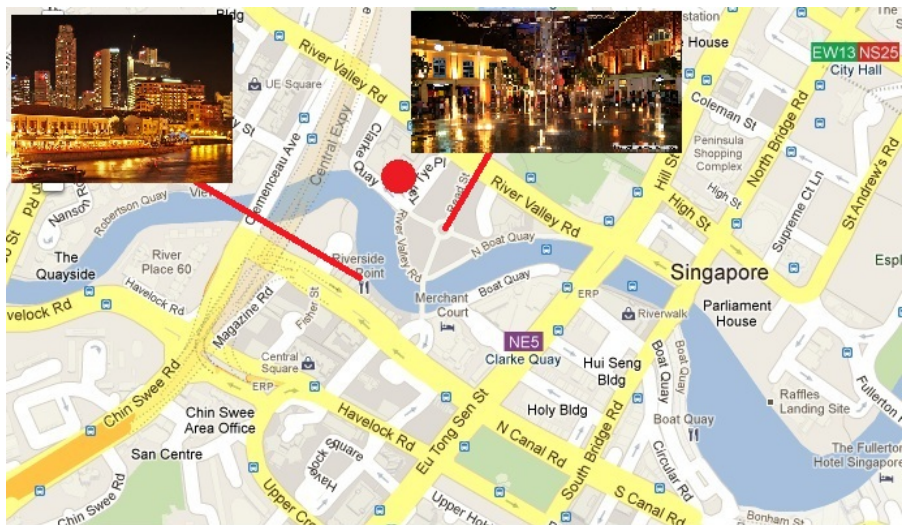 Bldg
River Valley Rd
UE Square
station
e House
EW13 NS25
City Hall
Coleman St
Peninsula
Shopping
Complex
North Bridge Rd
Hill St
High St
High St
Supreme Ct Ln
St Andrew's Rd
Clemenceau Ave
Central Expy
Clarke
Quay
Tye
Pl
Read St
River Valley Rd
Robertson Quay
Nanson Rd
Rd
The
Quayside
River
Place 60
Riverside
Point
River Valley Rd
N Boat Quay
Boat Quay
Merchant
Court
ERP
Singapore
Espl
Parliament
House
Riverwalk
Havelock Rd
avelock Rd
Magazine Rd
Fisher St
NE5
Clarke Quay
Central
Square
ERP
Hui Seng
Bldg
Boat Quay
Boat Quay
Boat Quay
Raffles
Landing Site
Fullerton
Chin Swee Rd
Chin Swee
Area Office
San Centre
Havelock Rd
Havelock
Square
Eu Tong Sen St
Holy Bldg
N Canal Rd
South Bridge Rd
Circular Rd
The Fullerton
Hotel Singapore
Upper Cr
Upper Ho
S Canal Rd
Bonham St
Chin Swee Rd